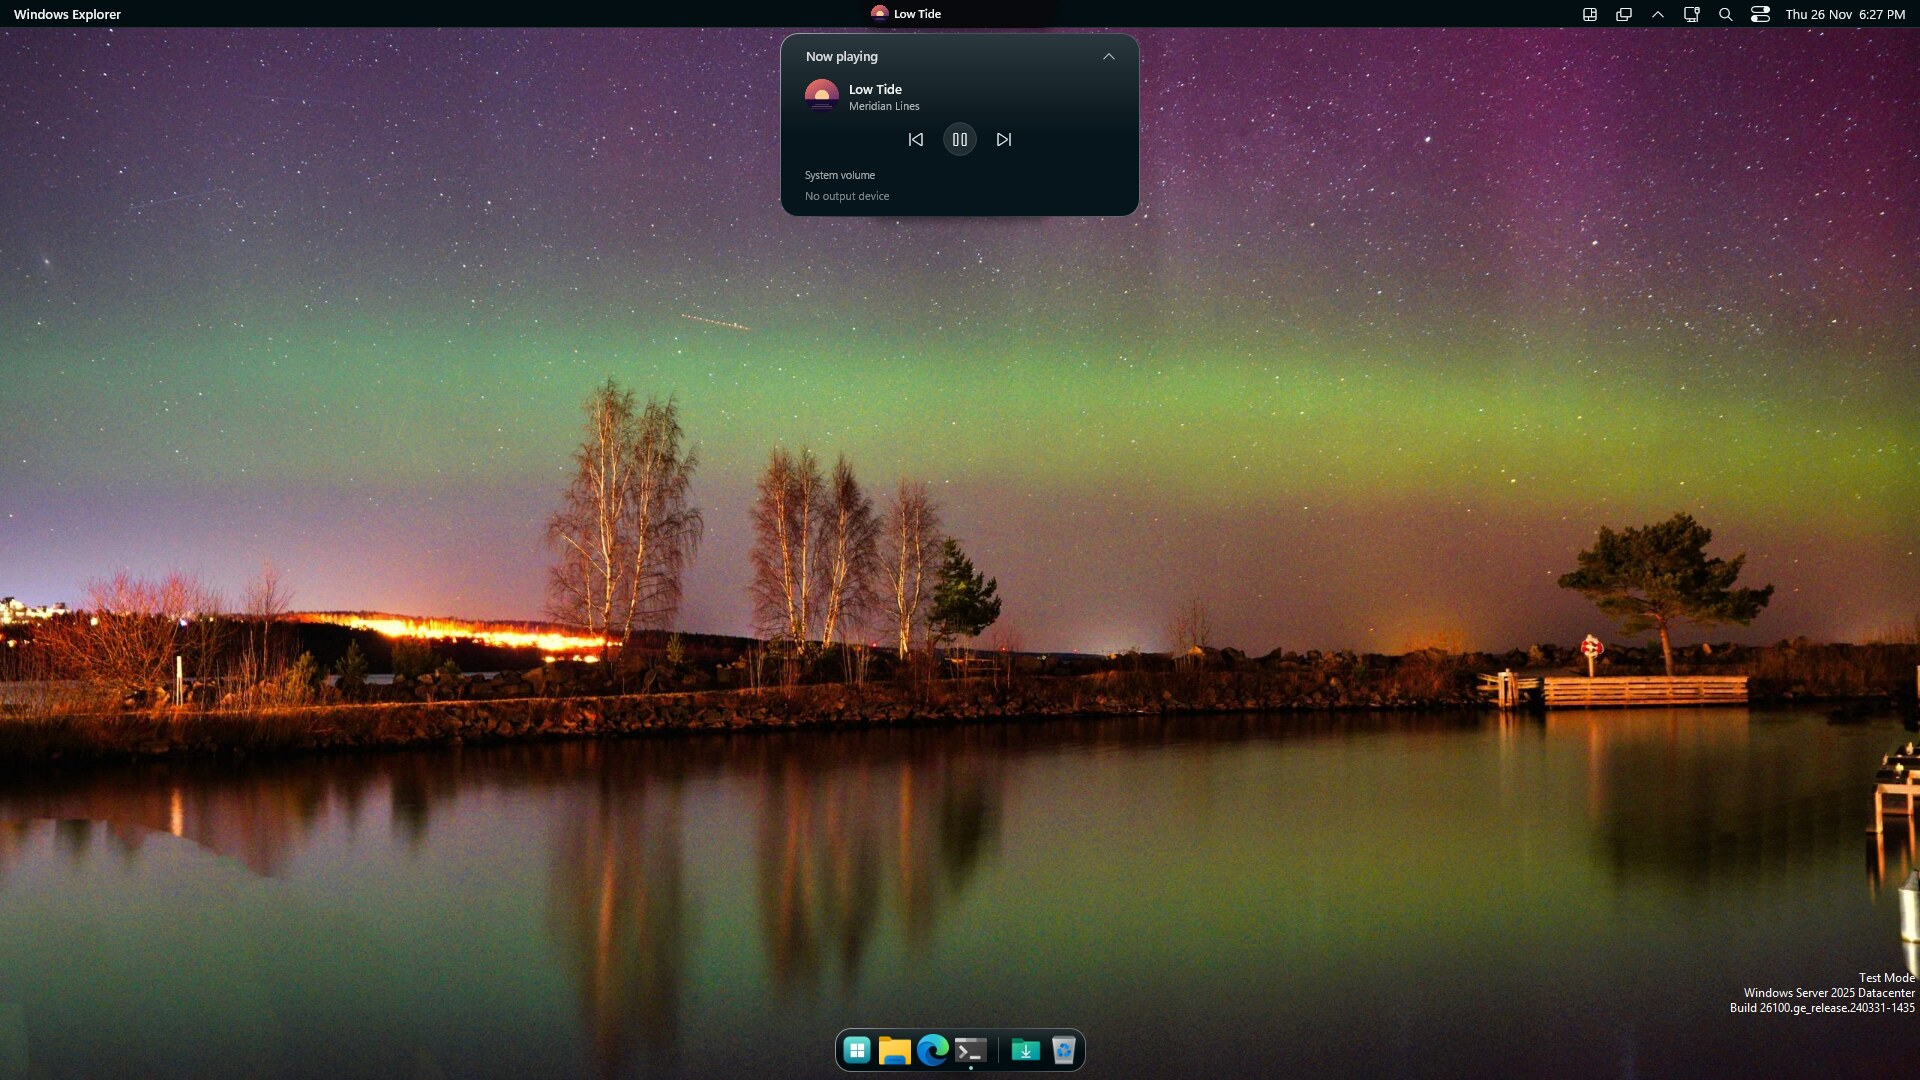 Windows Explorer
Low Tide
Thu 26 Nov 6:27 PM
Now playing
Low Tide
Meridian Lines
System volume
No output device
Test Mode
Windows Server 2025 Datacenter
Build 26100.ge_release.240331-1435